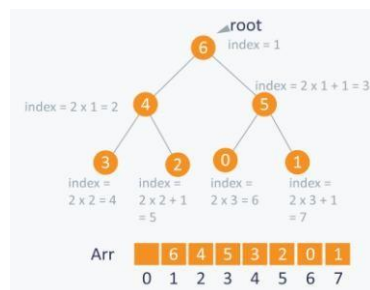 root
6
index = 1
index = 2 x 1 + 1 = 3
index = 2 x 1 = 2
4
5
3
2
0
1
index =
2 x 2 = 4
index =
2 x 2 + 1
= 5
index =
2 x 3 = 6
index =
2 x 3 + 1
= 7
Arr 6 4 5 3 2 0 1
0 1 2 3 4 5 6 7